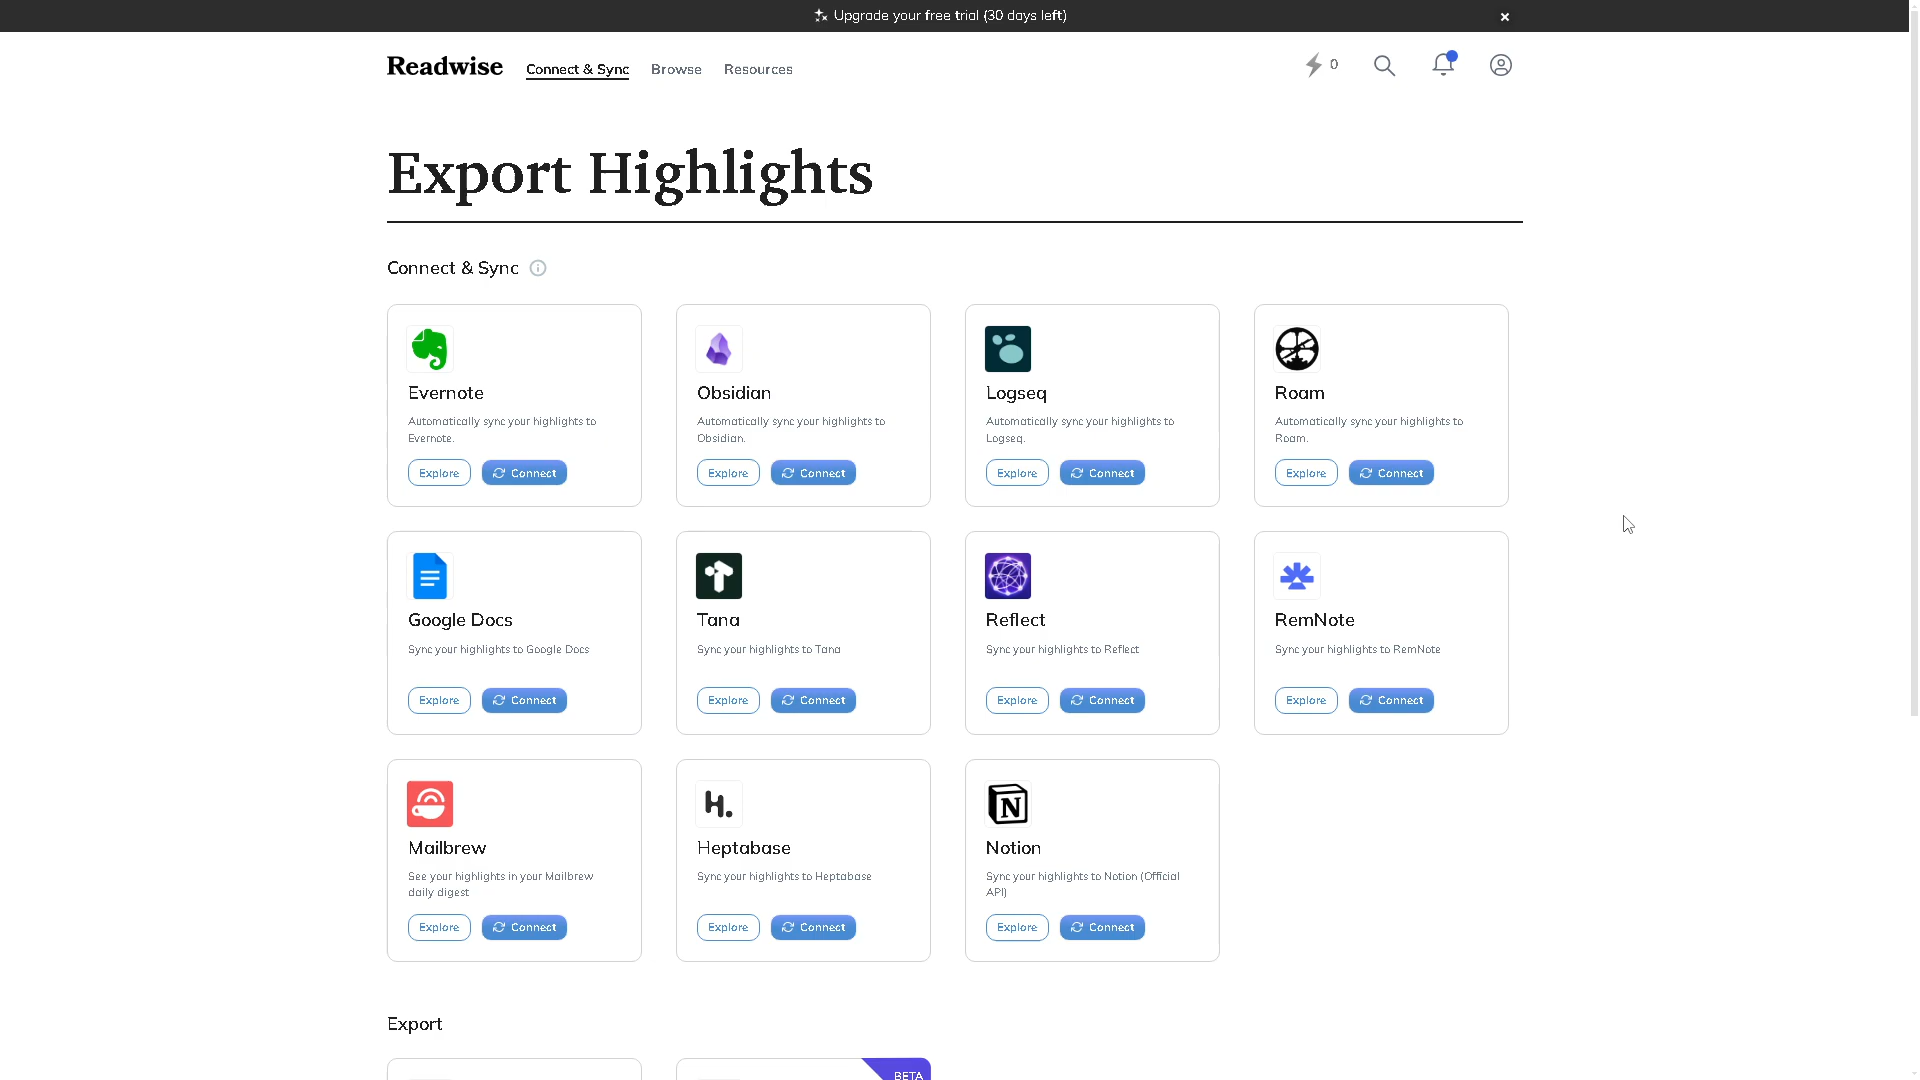 Upgrade your free trial (30 days left)
Readwise
Connect & Sync
Browse
Resources
0
Export Highlights
Connect & Sync
Evernote
Automatically sync your highlights to
Evernote.
Explore
Connect
Obsidian
Automatically sync your highlights to
Obsidian.
Explore
Connect
Logseq
Automatically sync your highlights to
Logseq.
Explore
Connect
Roam
Automatically sync your highlights to
Roam.
Explore
Connect
Google Docs
Sync your highlights to Google Docs
Explore
Connect
Tana
Sync your highlights to Tana
Explore
Connect
Reflect
Sync your highlights to Reflect
Explore
Connect
RemNote
Sync your highlights to RemNote
Explore
Connect
Mailbrew
See your highlights in your Mailbrew
daily digest
Explore
Connect
H.
Heptabase
Sync your highlights to Heptabase
Explore
Connect
N
Notion
Sync your highlights to Notion (Official
API)
Explore
Connect
Export
BETA